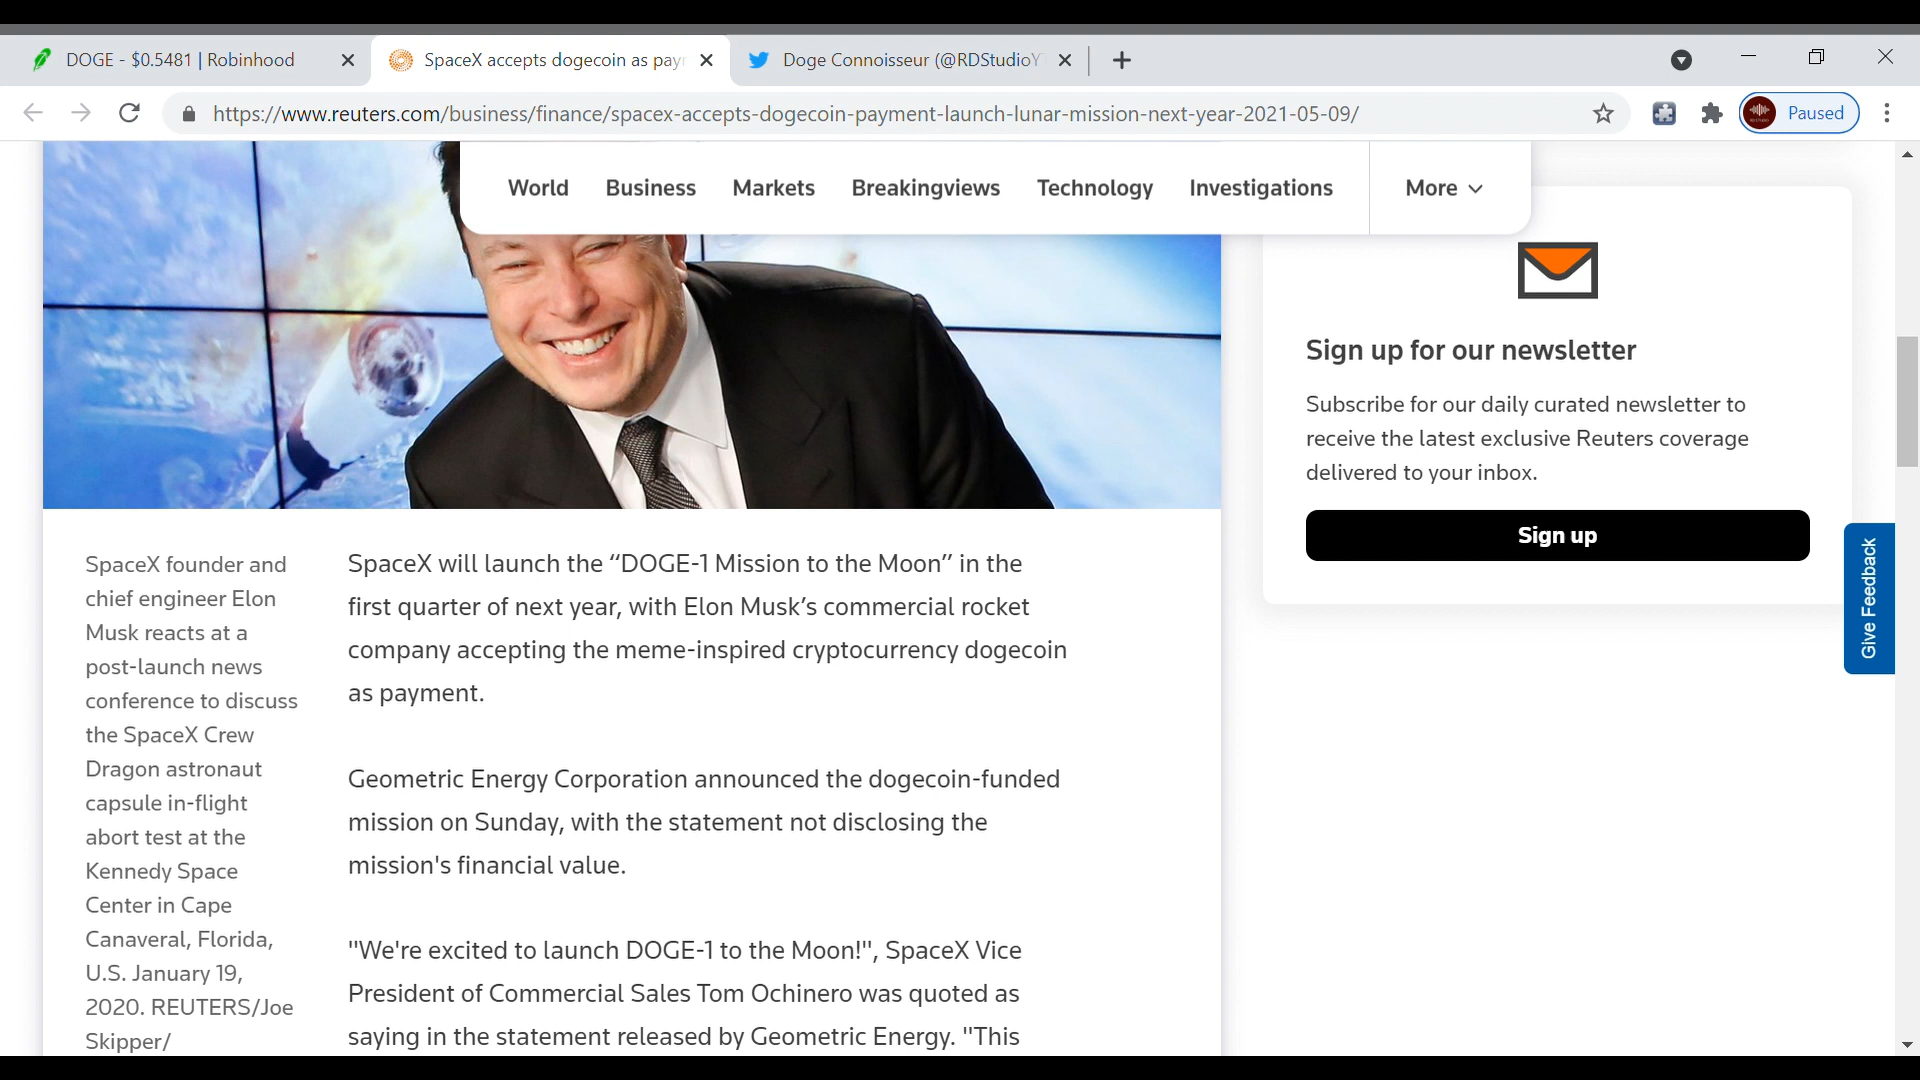 DOGE - $0.5481 | Robinhood
SpaceX accepts dogecoin as pay
Doge Connoisseur (@RDStudioY
https://www.reuters.com/business/finance/spacex-accepts-dogecoin-payment-launch-lunar-mission-next-year-2021-05-09/
Paused
World Business Markets Breakingviews Technology Investigations More
SpaceX founder and
chief engineer Elon
Musk reacts at a
post-launch news
conference to discuss
the SpaceX Crew
Dragon astronaut
capsule in-flight
abort test at the
Kennedy Space
Center in Cape
Canaveral, Florida,
U.S. January 19,
2020. REUTERS/Joe
Skipper/
SpaceX will launch the “DOGE-1 Mission to the Moon” in the
first quarter of next year, with Elon Musk’s commercial rocket
company accepting the meme-inspired cryptocurrency dogecoin
as payment.
Geometric Energy Corporation announced the dogecoin-funded
mission on Sunday, with the statement not disclosing the
mission's financial value.
"We're excited to launch DOGE-1 to the Moon!", SpaceX Vice
President of Commercial Sales Tom Ochinero was quoted as
saying in the statement released by Geometric Energy. "This
Sign up for our newsletter
Subscribe for our daily curated newsletter to
receive the latest exclusive Reuters coverage
delivered to your inbox.
Sign up
Give Feedback